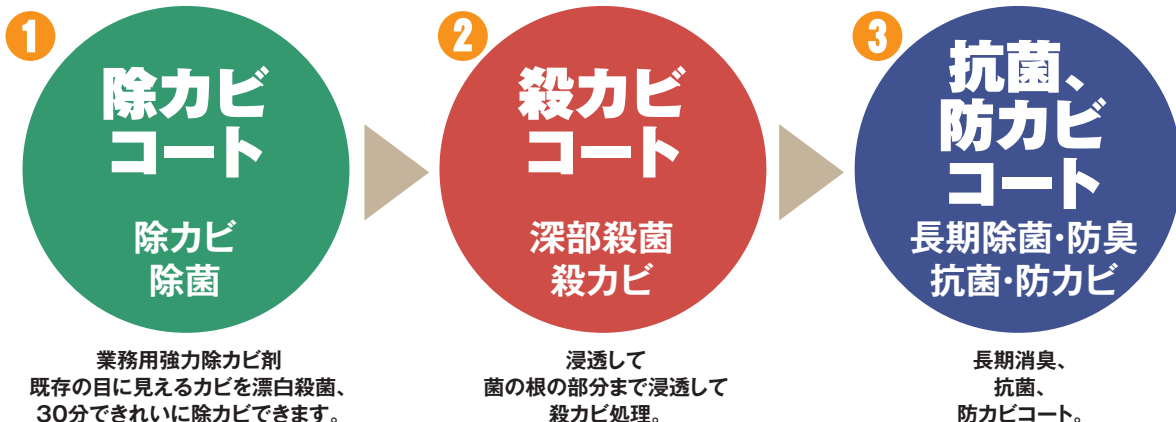 1
除カビ
コート
除カビ
除菌
業務用強力除カビ剤
既存の目に見えるカビを漂白殺菌、
30分できれいに除カビできます。
2
殺カビ
コート
深部殺菌
殺カビ
浸透して
菌の根の部分まで浸透して
殺カビ処理。
3
抗菌、
防カビ
コート
長期除菌･防臭
抗菌･防カビ
長期消臭、
抗菌、
防カビコート。